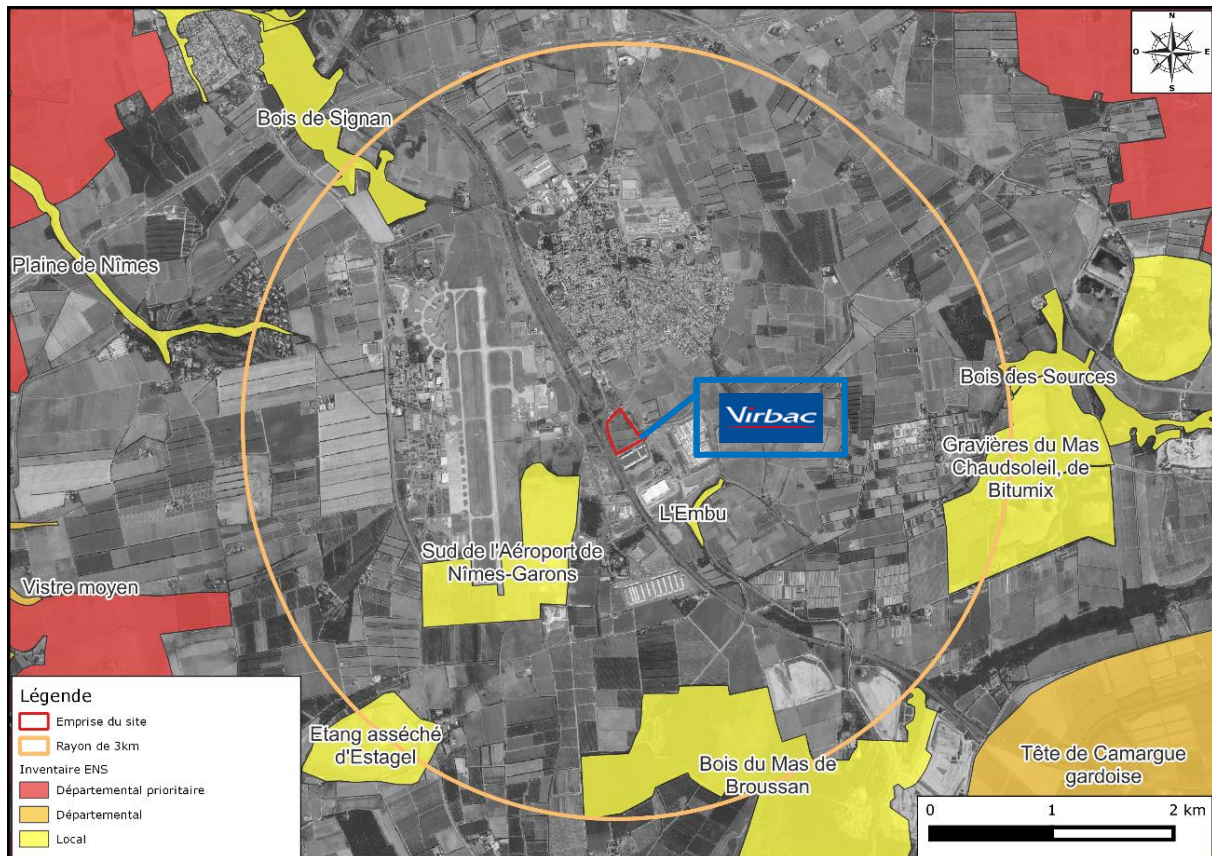 N
O
E
S
Bois de Signan
Plaine de Nîmes
Virbac
Bois des Sources
Gravières du Mas
Chaudsoleil, de
Bitumix
L'Embu
Sud de l'Aéroport de
Nîmes-Garons
Vistre moyen
Etang asséché
d'Estagel
Bois du Mas de
Broussan
Tête de Camargue
gardoise
Légende
Emprise du site
Rayon de 3km
Inventaire ENS
Départemental prioritaire
Départemental
Local
0 1 2 km